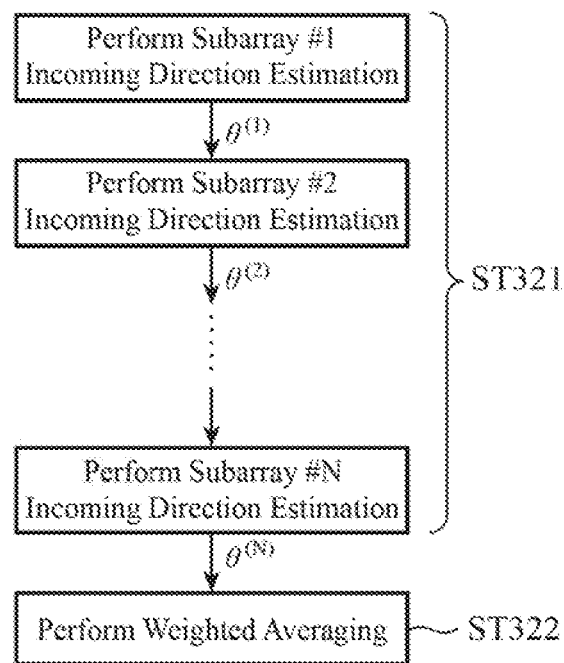 Perform Subarray #1
Incoming Direction Estimation
θ(1)
Perform Subarray #2
Incoming Direction Estimation
θ(2)
ST321
Perform Subarray #N
Incoming Direction Estimation
θ(N)
Perform Weighted Averaging
ST322